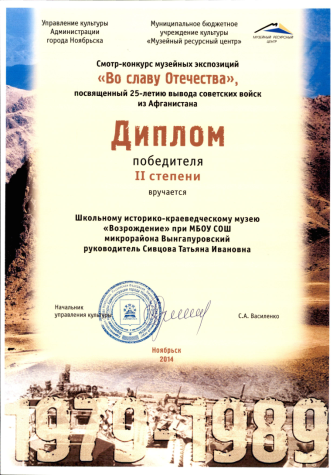 Управление культуры
Администрации
города Ноябрьска
Муниципальное бюджетное
учреждение культуры
«Музейный ресурсный центр»
МУЗЕЙНЫЙ РЕСУРСНЫЙ
ЦЕНТР
Смотр-конкурс музейных экспозиций
«Во славу Отечества»,
посвященный 25-летию вывода советских войск
из Афганистана
Диплом
победителя
II степени
вручается
Школьному историко-краеведческому музею
«Возрождение» при МБОУ СОШ
микрорайона Вынгапуровский
руководитель Сивцова Татьяна Ивановна
Начальник
управления культуры
С.А. Василенко
Ноябрьск
2014
1979-1989